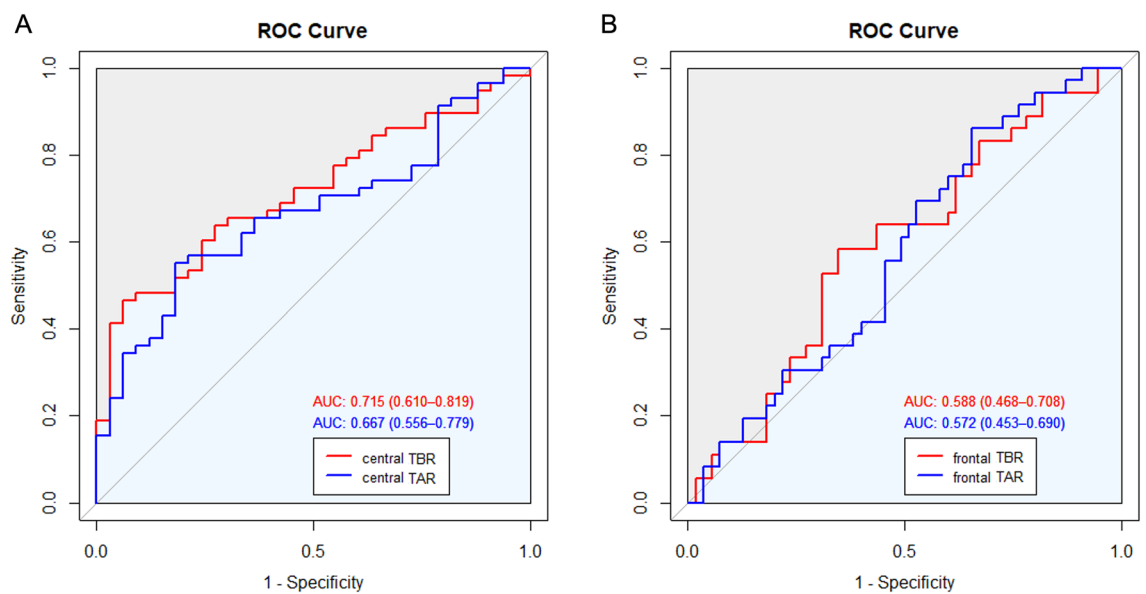 A
ROC Curve
Sensitivity
1.0
0.8
0.6
0.4
0.2
0.0
AUC: 0.715 (0.610–0.819)
AUC: 0.667 (0.556–0.779)
central TBR
central TAR
0.0 0.5 1.0
1 - Specificity
B
ROC Curve
Sensitivity
1.0
0.8
0.6
0.4
0.2
0.0
AUC: 0.588 (0.468–0.708)
AUC: 0.572 (0.453–0.690)
frontal TBR
frontal TAR
0.0 0.5 1.0
1 - Specificity